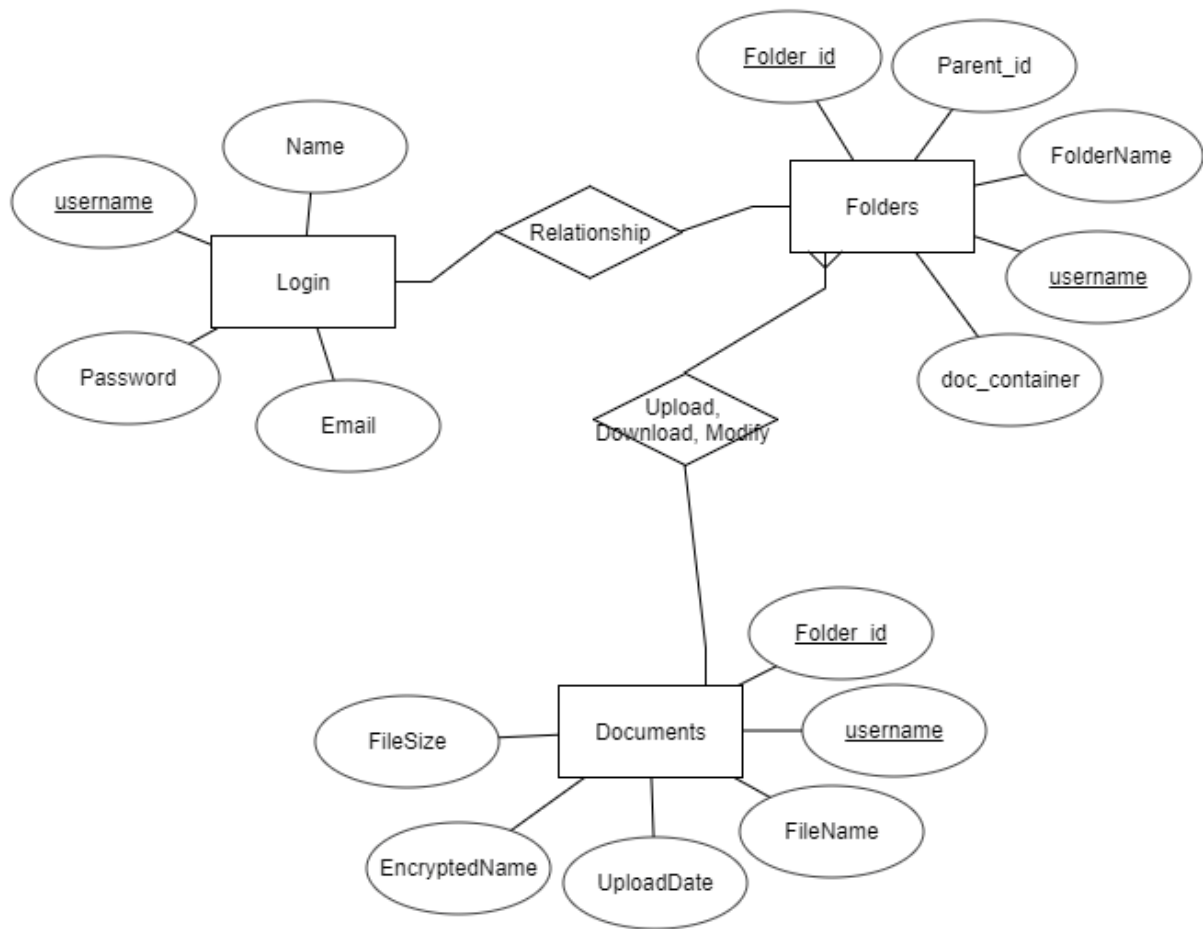 Folder_id
Parent_id
Name
FolderName
username
Folders
Relationship
Login
username
Password
doc_container
Email
Upload,
Download, Modify
Folder_id
username
Documents
FileSize
FileName
EncryptedName
UploadDate